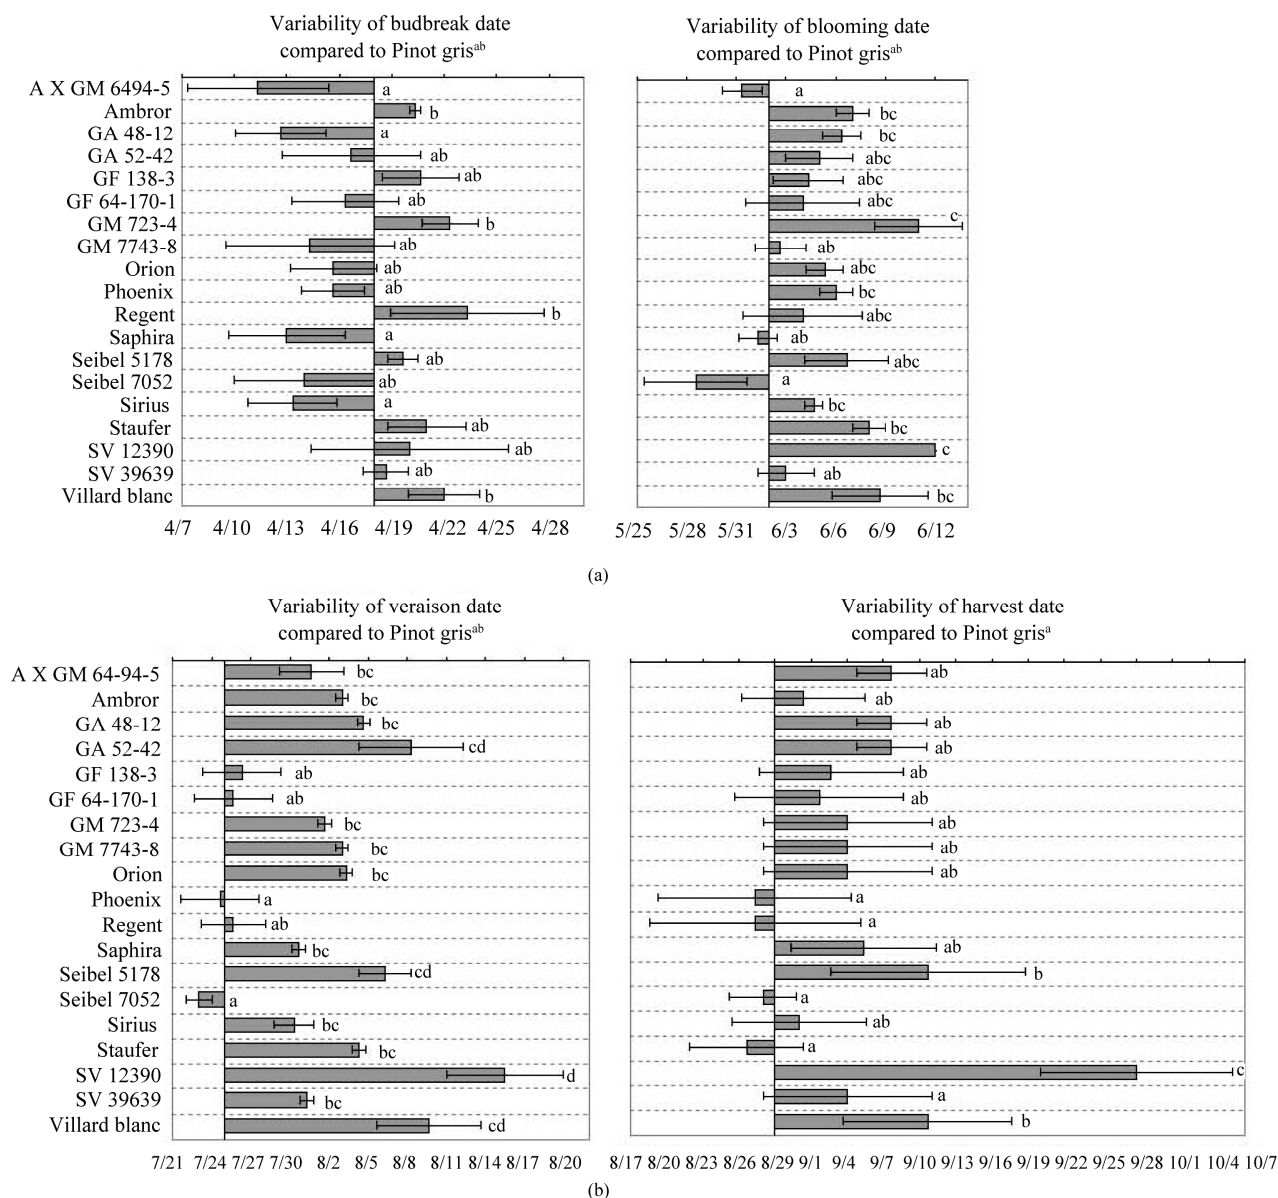 Variability of budbreak date
compared to Pinot grisᵃᵇ
Variability of blooming date
compared to Pinot grisᵃᵇ
A X GM 6494-5
a
a
Ambror
b
bc
GA 48-12
a
bc
GA 52-42
ab
abc
GF 138-3
ab
abc
GF 64-170-1
ab
abc
GM 723-4
b
c
GM 7743-8
ab
ab
Orion
ab
abc
Phoenix
ab
bc
Regent
b
abc
Saphira
a
ab
Seibel 5178
ab
abc
Seibel 7052
ab
a
Sirius
a
bc
Staufer
ab
bc
SV 12390
ab
c
SV 39639
ab
ab
Villard blanc
b
bc
4/7 4/10 4/13 4/16 4/19 4/22 4/25 4/28
5/25 5/28 5/31 6/3 6/6 6/9 6/12
(a)
Variability of veraison date
compared to Pinot grisᵃᵇ
Variability of harvest date
compared to Pinot grisᵃ
A X GM 64-94-5
bc
ab
Ambror
bc
ab
GA 48-12
bc
ab
GA 52-42
cd
ab
GF 138-3
ab
ab
GF 64-170-1
ab
ab
GM 723-4
bc
ab
GM 7743-8
bc
ab
Orion
bc
ab
Phoenix
a
a
Regent
ab
a
Saphira
bc
ab
Seibel 5178
cd
b
Seibel 7052
a
a
Sirius
bc
ab
Staufer
bc
a
SV 12390
d
c
SV 39639
bc
a
Villard blanc
cd
b
7/21 7/24 7/27 7/30 8/2 8/5 8/8 8/11 8/14 8/17 8/20
8/17 8/20 8/23 8/26 8/29 9/1 9/4 9/7 9/10 9/13 9/16 9/19 9/22 9/25 9/28 10/1 10/4 10/7
(b)